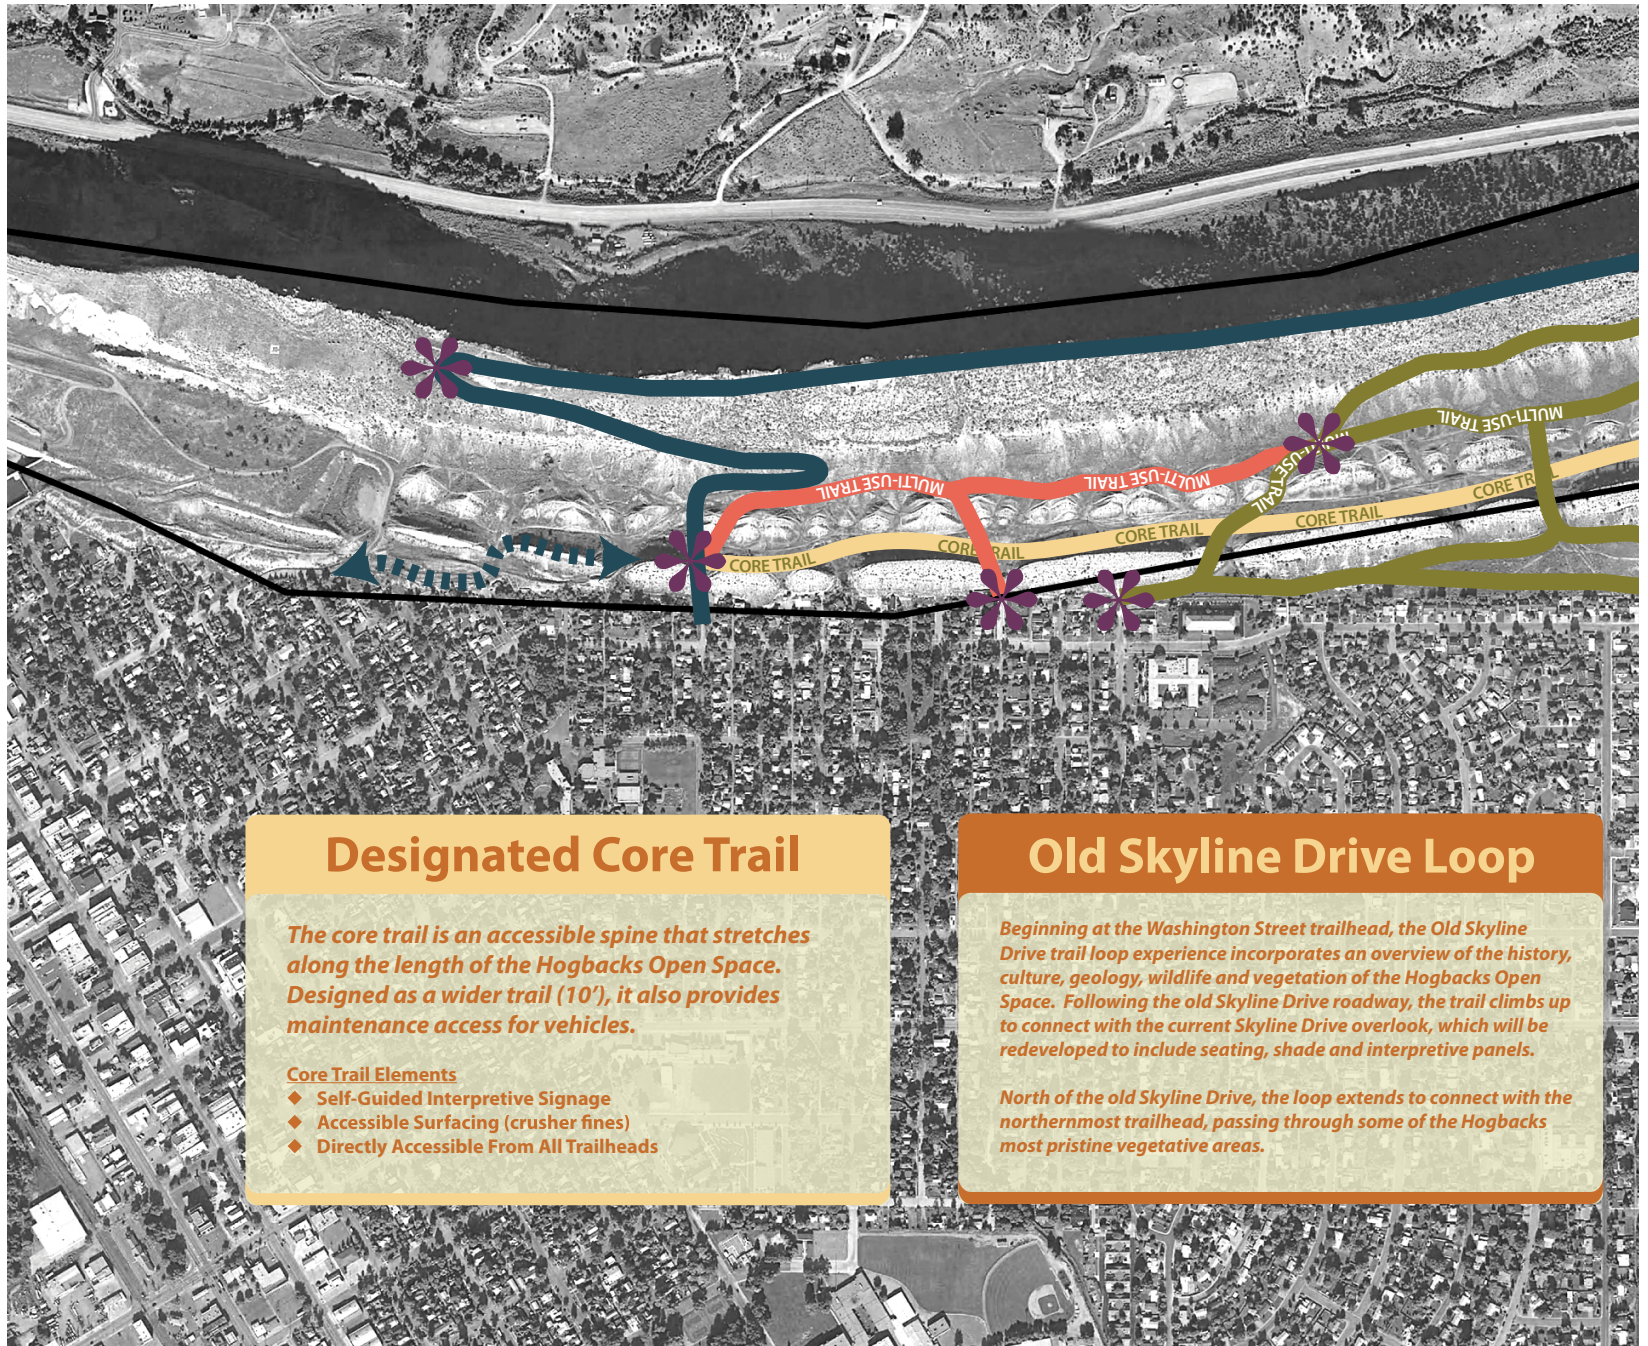 MULTI-USE TRAIL
MULTI-USE TRAIL
MULTI-USE TRAIL
MULTI-USE TRAIL
CORE TRAIL
CORE TRAIL
CORE TRAIL
CORE TRAIL
CORE TR
Designated Core Trail
The core trail is an accessible spine that stretches
along the length of the Hogbacks Open Space.
Designed as a wider trail (10’), it also provides
maintenance access for vehicles.
Core Trail Elements
◆ Self-Guided Interpretive Signage
◆ Accessible Surfacing (crusher fines)
◆ Directly Accessible From All Trailheads
Old Skyline Drive Loop
Beginning at the Washington Street trailhead, the Old Skyline
Drive trail loop experience incorporates an overview of the history,
culture, geology, wildlife and vegetation of the Hogbacks Open
Space.  Following the old Skyline Drive roadway, the trail climbs up
to connect with the current Skyline Drive overlook, which will be
redeveloped to include seating, shade and interpretive panels.
North of the old Skyline Drive, the loop extends to connect with the
northernmost trailhead, passing through some of the Hogbacks
most pristine vegetative areas.